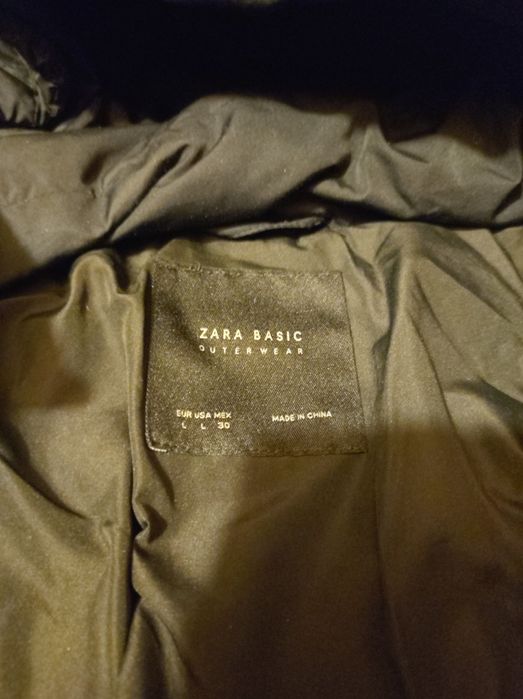 ZARA BASIC
OUTERWEAR
EUR USA MEX
L L 30
MADE IN CHINA